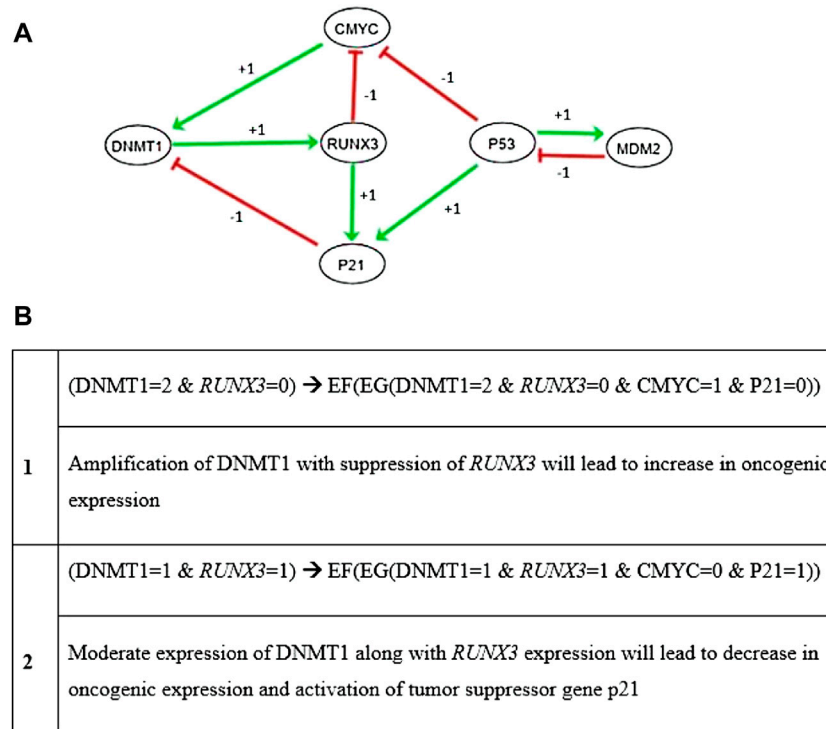 A
CMYC
+1
-1
-1
+1
DNMT1
+1
RUNX3
P53
MDM2
-1
+1
+1
-1
P21
B
1
(DNMT1=2 & RUNX3=0) → EF(EG(DNMT1=2 & RUNX3=0 & CMYC=1 & P21=0))
Amplification of DNMT1 with suppression of RUNX3 will lead to increase in oncogenic
expression
2
(DNMT1=1 & RUNX3=1) → EF(EG(DNMT1=1 & RUNX3=1 & CMYC=0 & P21=1))
Moderate expression of DNMT1 along with RUNX3 expression will lead to decrease in
oncogenic expression and activation of tumor suppressor gene p21